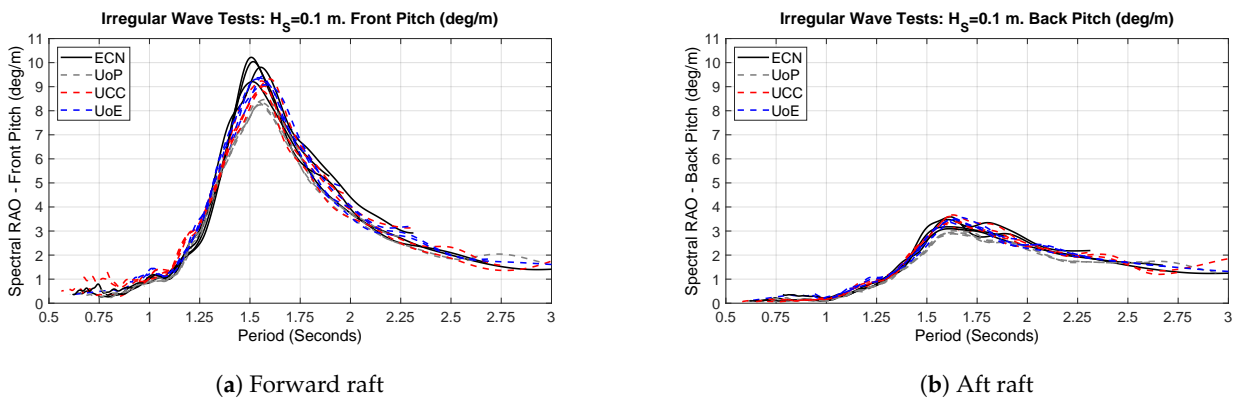 Irregular Wave Tests: H_S=0.1 m. Front Pitch (deg/m)
Spectral RAO - Front Pitch (deg/m)
11
10
9
8
7
6
5
4
3
2
1
0
ECN
UoP
UCC
UoE
0.5 0.75 1 1.25 1.5 1.75 2 2.25 2.5 2.75 3
Period (Seconds)
(a) Forward raft
Irregular Wave Tests: H_S=0.1 m. Back Pitch (deg/m)
Spectral RAO - Back Pitch (deg/m)
11
10
9
8
7
6
5
4
3
2
1
0
ECN
UoP
UCC
UoE
0.5 0.75 1 1.25 1.5 1.75 2 2.25 2.5 2.75 3
Period (Seconds)
(b) Aft raft